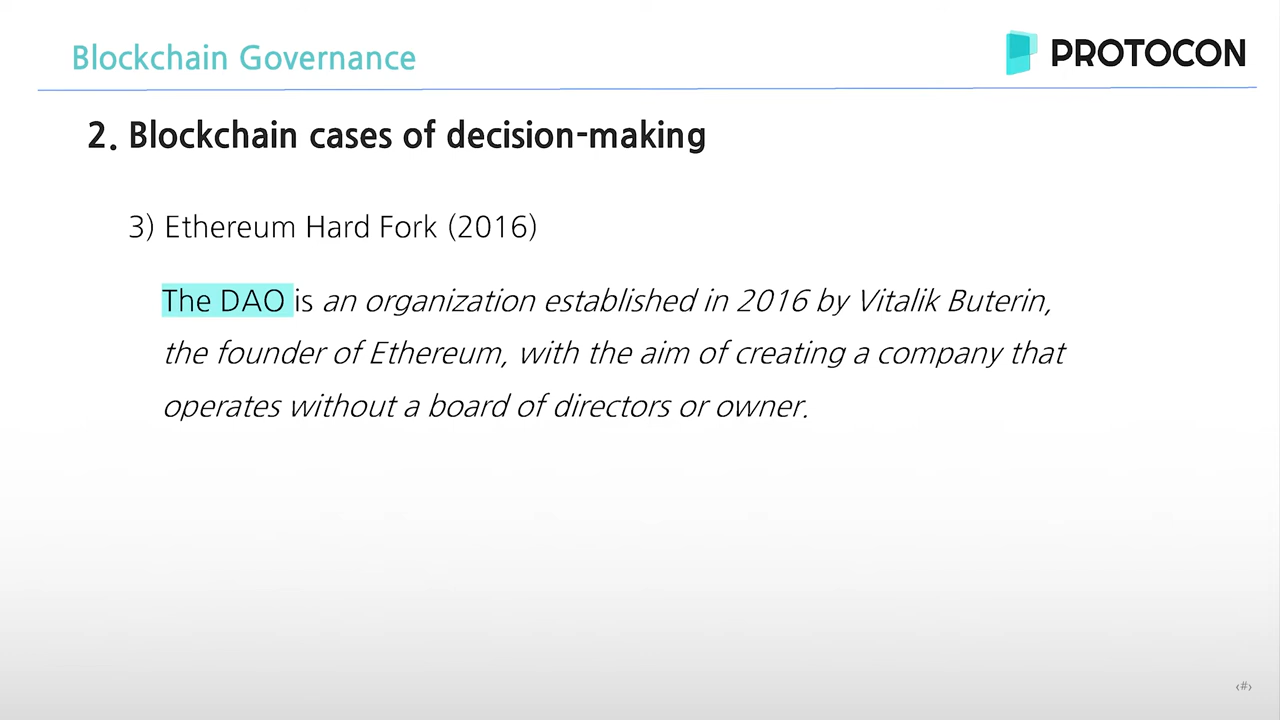 Blockchain Governance
PROTOCON
2. Blockchain cases of decision-making
3) Ethereum Hard Fork (2016)
The DAO is an organization established in 2016 by Vitalik Buterin,
the founder of Ethereum, with the aim of creating a company that
operates without a board of directors or owner.
‹#›